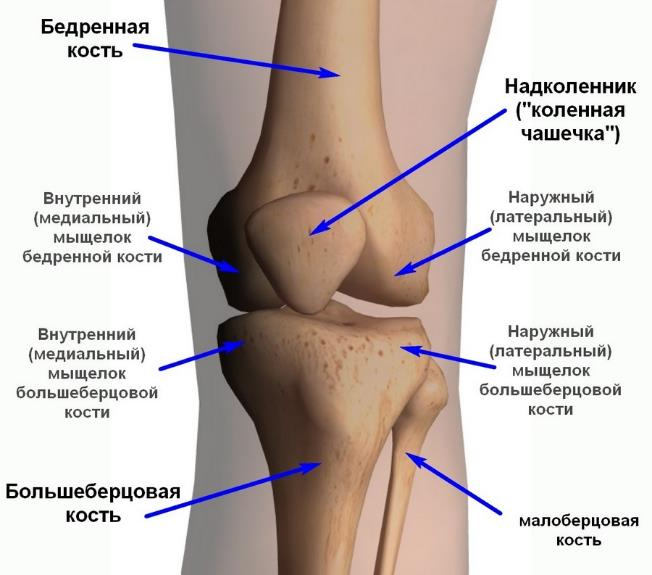 Бедренная
кость
Надколенник
("коленная
чашечка")
Внутренний
(медиальный)
мыщелок
бедренной кости
Наружный
(латеральный)
мыщелок
бедренной кости
Внутренний
(медиальный)
мыщелок
большеберцовой
кости
Наружный
(латеральный)
мыщелок
большеберцовой
кости
Большеберцовая
кость
малоберцовая
кость